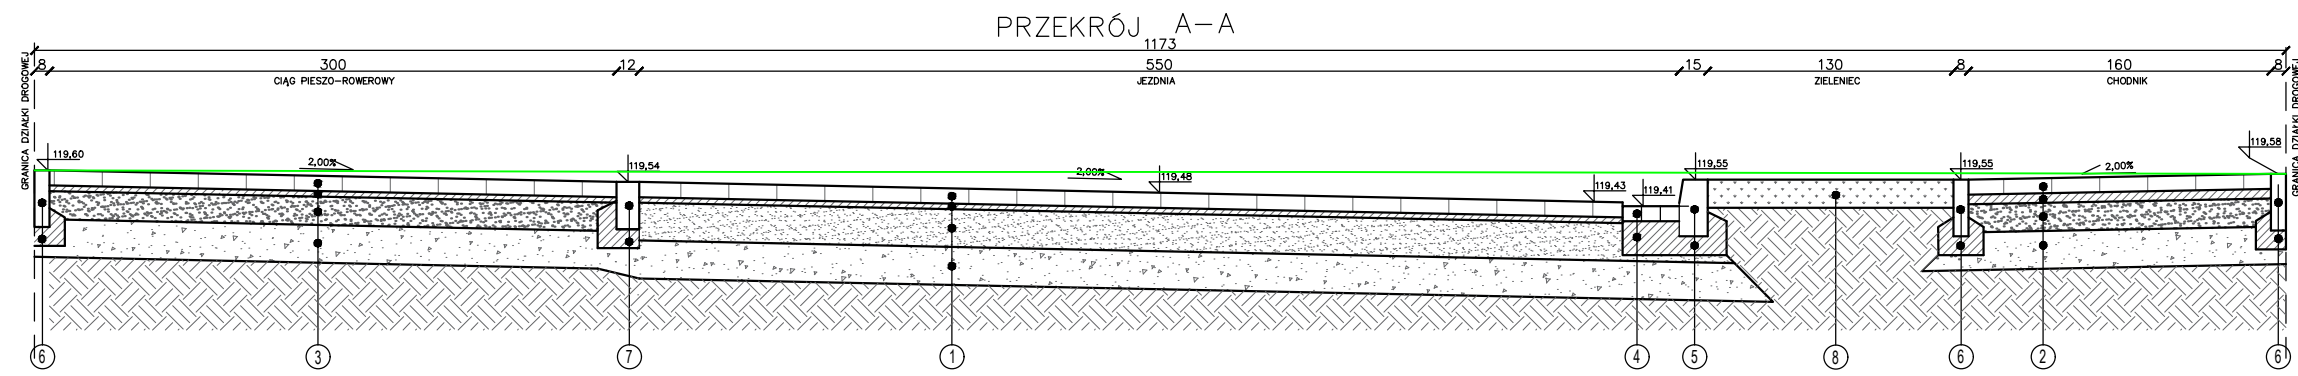 PRZEKRÓJ A-A
1173
8 300 12 550 15 130 8 160 8
CIĄG PIESZO-ROWEROWY JEZDNIA ZIELENIEC CHODNIK
GRANICA DZIAŁKI DROGOWEJ
GRANICA DZIAŁKI DROGOWEJ
119,60 2,00% 119,54 2,00% 119,48 119,43 119,41 119,55 119,55 2,00% 119,58
6 3 7 1 4 5 8 6 2 6